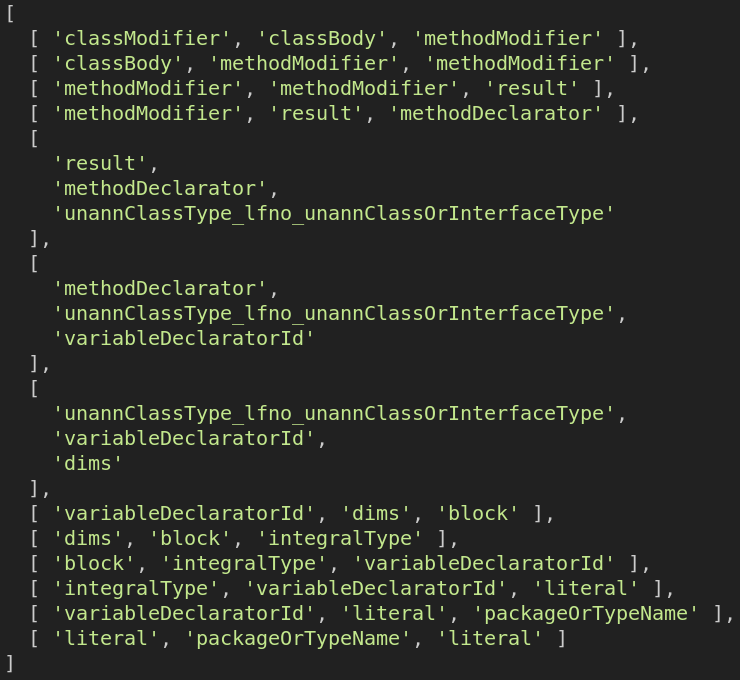 [
  [ 'classModifier', 'classBody', 'methodModifier' ],
  [ 'classBody', 'methodModifier', 'methodModifier' ],
  [ 'methodModifier', 'methodModifier', 'result' ],
  [ 'methodModifier', 'result', 'methodDeclarator' ],
  [
    'result',
    'methodDeclarator',
    'unannClassType_lfno_unannClassOrInterfaceType'
  ],
  [
    'methodDeclarator',
    'unannClassType_lfno_unannClassOrInterfaceType',
    'variableDeclaratorId'
  ],
  [
    'unannClassType_lfno_unannClassOrInterfaceType',
    'variableDeclaratorId',
    'dims'
  ],
  [ 'variableDeclaratorId', 'dims', 'block' ],
  [ 'dims', 'block', 'integralType' ],
  [ 'block', 'integralType', 'variableDeclaratorId' ],
  [ 'integralType', 'variableDeclaratorId', 'literal' ],
  [ 'variableDeclaratorId', 'literal', 'packageOrTypeName' ],
  [ 'literal', 'packageOrTypeName', 'literal' ]
]